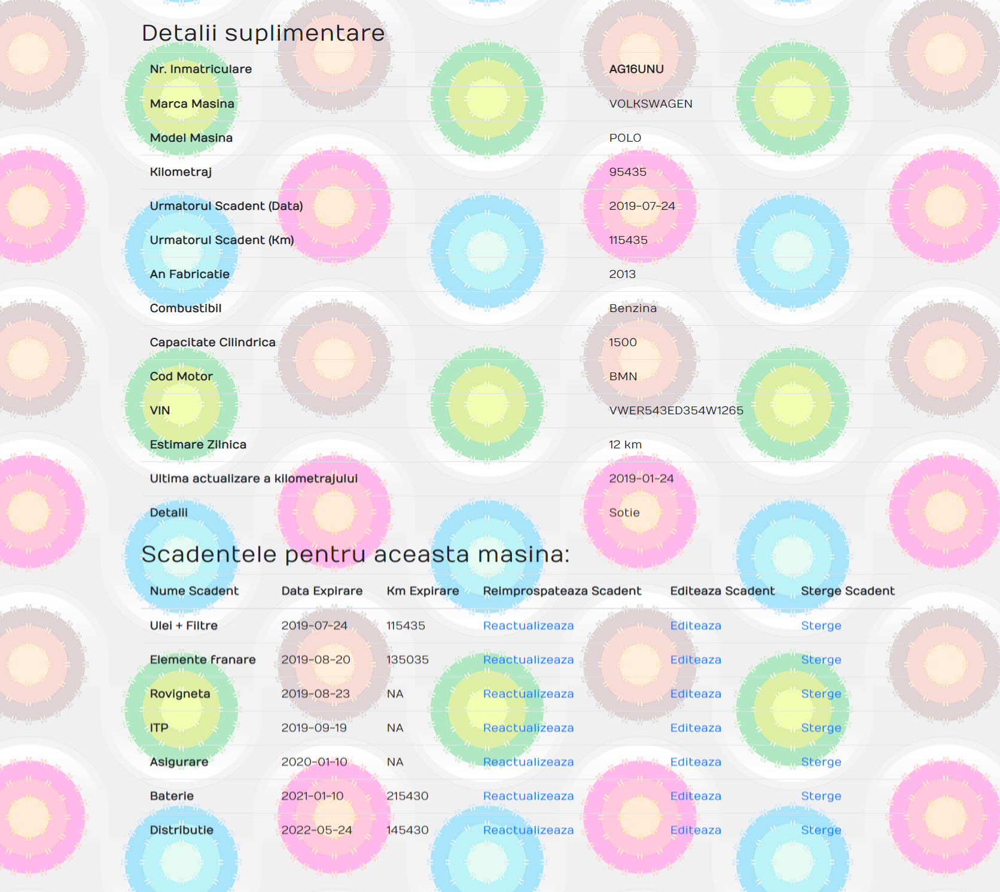 Detalii suplimentare
Nr. Inmatriculare AG16UNU
Marca Masina VOLKSWAGEN
Model Masina POLO
Kilometraj 95435
Urmatorul Scadent (Data) 2019-07-24
Urmatorul Scadent (Km) 115435
An Fabricatie 2013
Combustibil Benzina
Capacitate Cilindrica 1500
Cod Motor BMN
VIN VWER543ED354W1265
Estimare Zilnica 12 km
Ultima actualizare a kilometrajului 2019-01-24
Detalii Sotie
Scadentele pentru aceasta masina:
Nume Scadent Data Expirare Km Expirare Reimprospateaza Scadent Editeaza Scadent Sterge Scadent
Ulei + Filtre 2019-07-24 115435 Reactualizeaza Editeaza Sterge
Elemente franare 2019-08-20 135035 Reactualizeaza Editeaza Sterge
Rovigneta 2019-08-23 NA Reactualizeaza Editeaza Sterge
ITP 2019-09-19 NA Reactualizeaza Editeaza Sterge
Asigurare 2020-01-10 NA Reactualizeaza Editeaza Sterge
Baterie 2021-01-10 215430 Reactualizeaza Editeaza Sterge
Distributie 2022-05-24 145430 Reactualizeaza Editeaza Sterge